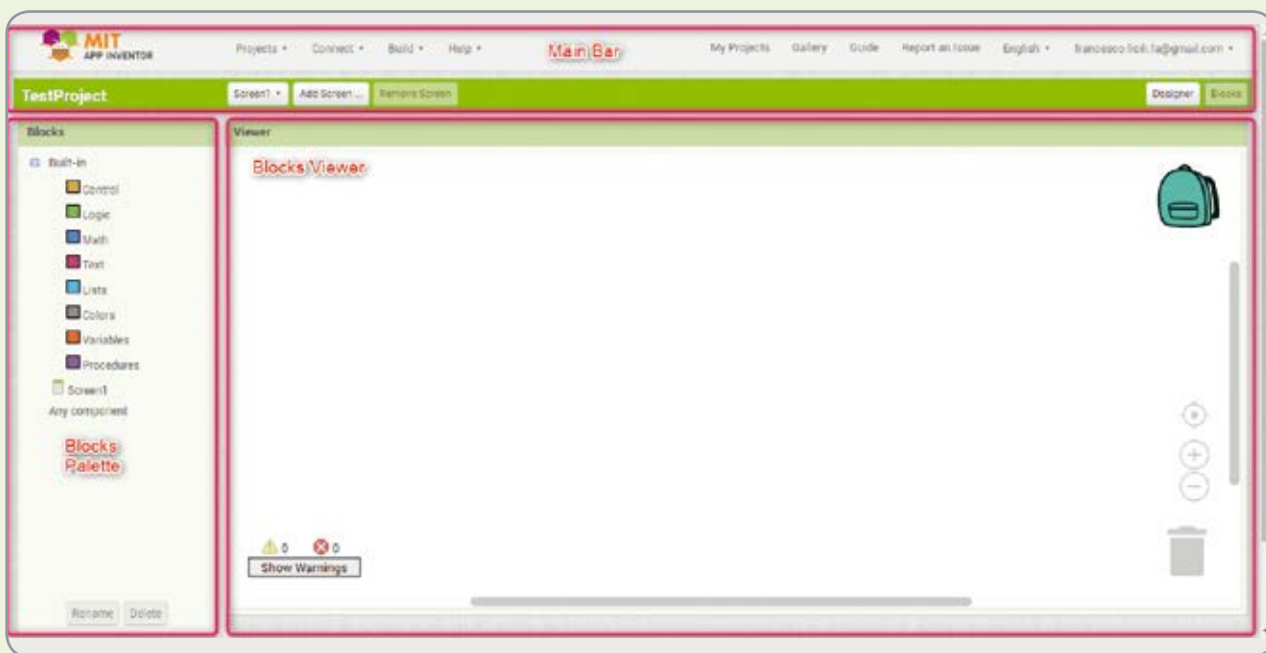 MIT
APP INVENTOR
Projects Connect Build Help Main Bar My Projects Gallery Guide Report an Issue English
TestProject Screen1 Add Screen ... Remove Screen Designer Blocks
Blocks
Built-in
Control
Logic
Math
Text
Lists
Colors
Variables
Procedures
Screen1
Any component
Blocks
Palette
Rename Delete
Viewer
Blocks Viewer
0 0
Show Warnings